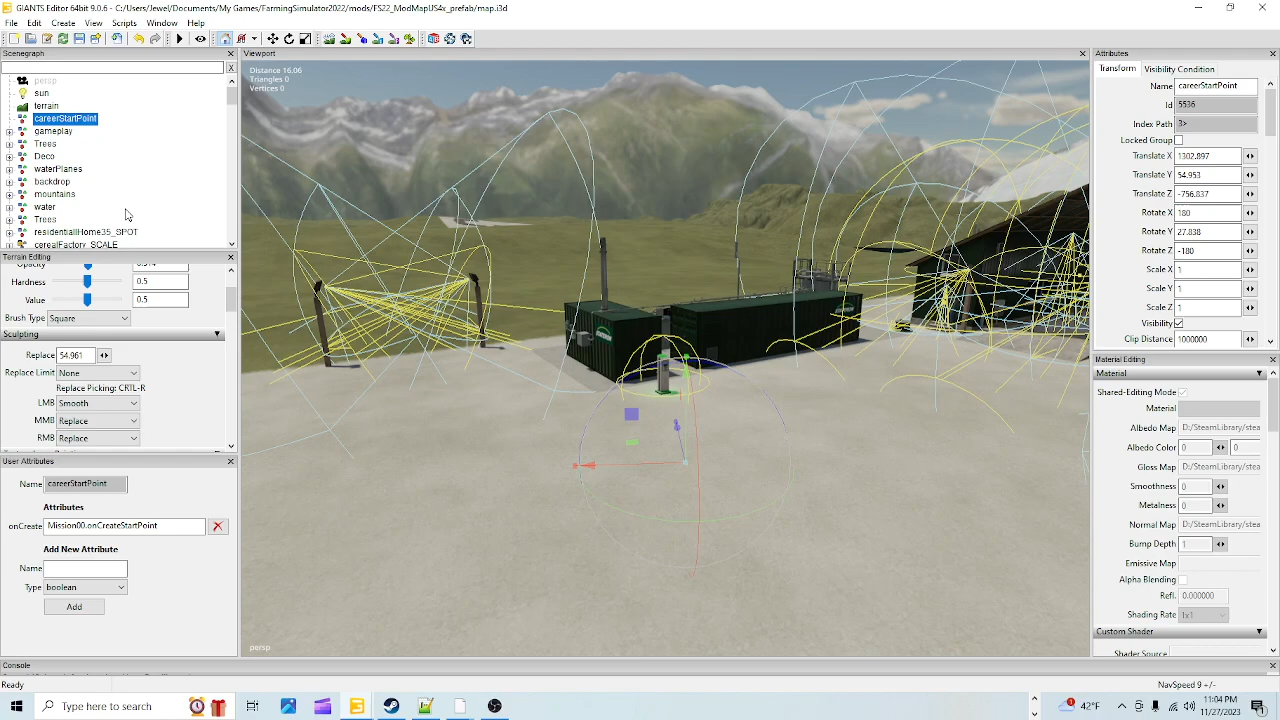 GIANTS Editor 64bit 9.0.6 - C:/Users/Jewel/Documents/My Games/FarmingSimulator2022/mods/FS22_ModMapUS4x_prefab/map.i3d
File Edit Create View Scripts Window Help
Scenegraph
X
persp
sun
terrain
careerStartPoint
gameplay
Trees
Deco
waterPlanes
backdrop
mountains
water
Trees
residentialHome35_SPOT
cerealFactory_SCALE
Terrain Editing
Opacity
Hardness 0.5
Value 0.5
Brush Type Square
Sculpting
Replace 54.961
Replace Limit None
Replace Picking: CRTL-R
LMB Smooth
MMB Replace
RMB Replace
User Attributes
Name careerStartPoint
Attributes
onCreate Mission00.onCreateStartPoint
Add New Attribute
Name
Type boolean
Add
Viewport
Distance 16.06
Triangles 0
Vertices 0
persp
Attributes
Transform Visibility Condition
Name careerStartPoint
Id 5536
Index Path 3>
Locked Group
Translate X 1302.897
Translate Y 54.953
Translate Z -756.837
Rotate X 180
Rotate Y 27.838
Rotate Z -180
Scale X 1
Scale Y 1
Scale Z 1
Visibility
Clip Distance 1000000
Material Editing
Material
Shared-Editing Mode
Material
Albedo Map D:/SteamLibrary/stea
Albedo Color 0 0
Gloss Map D:/SteamLibrary/stea
Smoothness 0
Metalness 0
Normal Map D:/SteamLibrary/stea
Bump Depth 1
Emissive Map
Alpha Blending
Refl. 0.000000
Shading Rate 1x1
Custom Shader
Shader Source
Console
Ready
NavSpeed 9 +/-
Type here to search
42°F
11:04 PM
11/27/2023